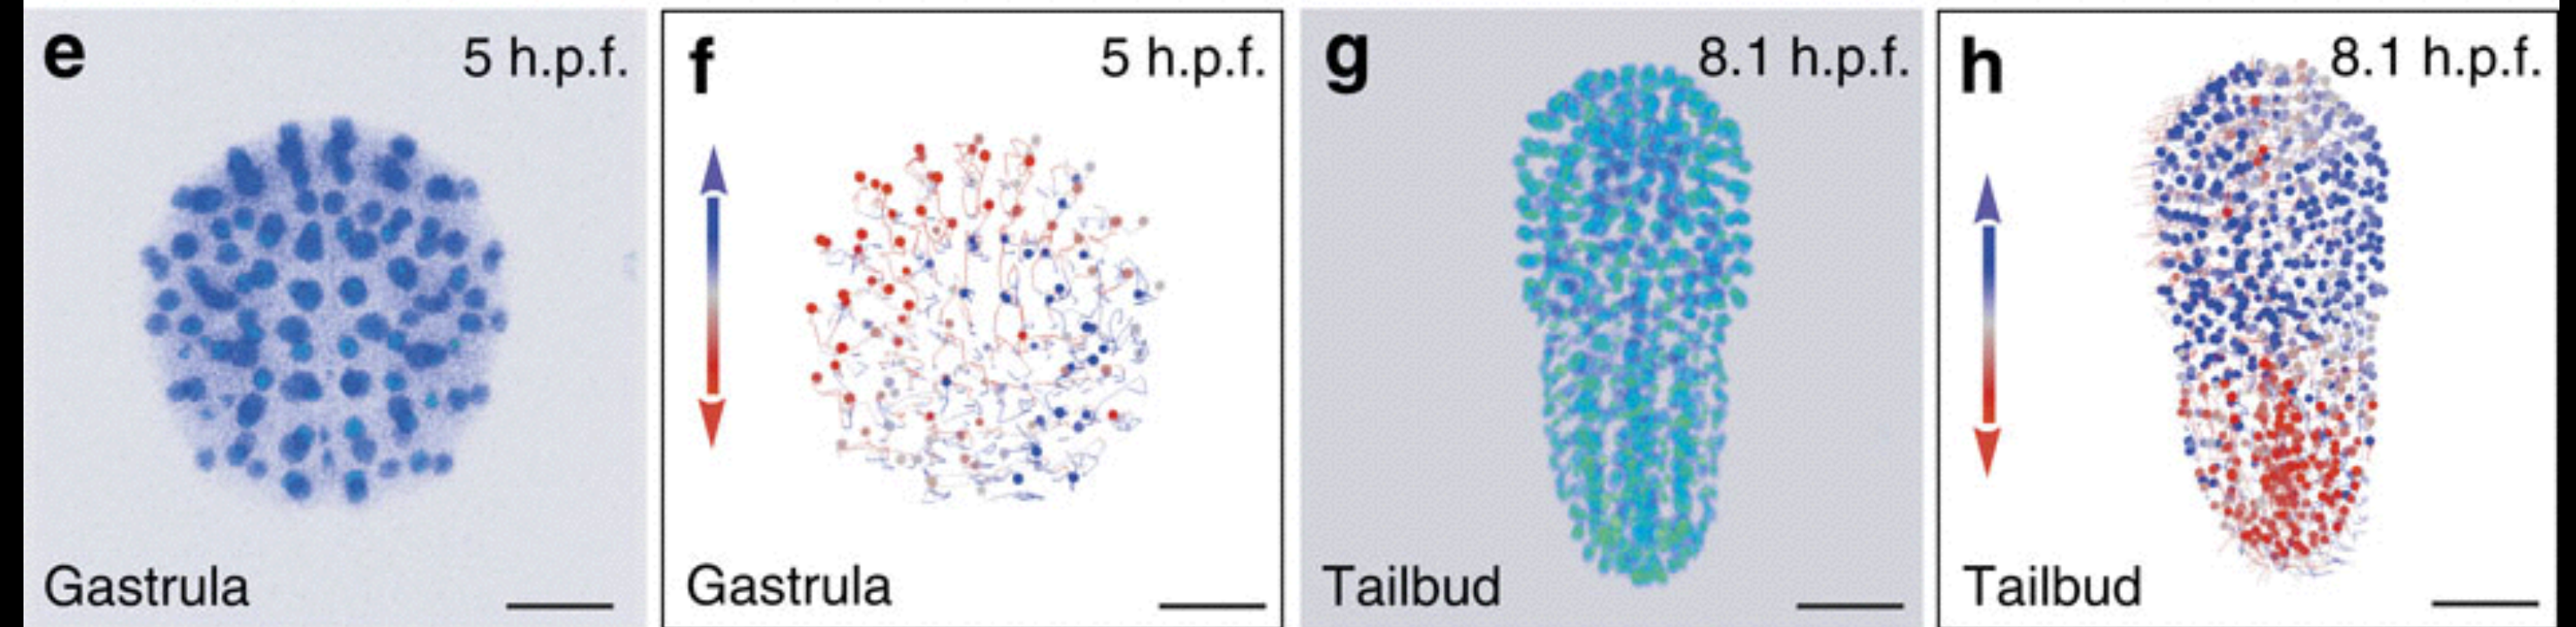 e
5 h.p.f.
Gastrula
f
5 h.p.f.
Gastrula
g
8.1 h.p.f.
Tailbud
h
8.1 h.p.f.
Tailbud